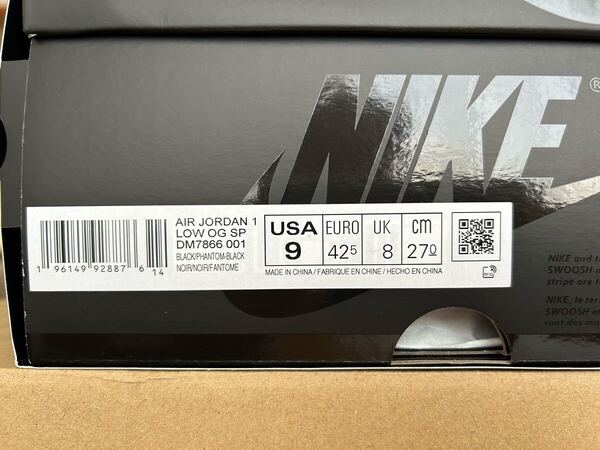 NIKE®
AIR JORDAN 1
LOW OG SP
DM7866 001
BLACK/PHANTOM-BLACK
NOIR/NOIR/FANTOME
1 96149 92887 6 14
USA EURO UK cm
9 42.5 8 27.0
MADE IN CHINA / FABRIQUE EN CHINE / HECHO EN CHINA
NIKE and
SWOOSH
stripe are
NIKE, le
SWOOSH
sont des